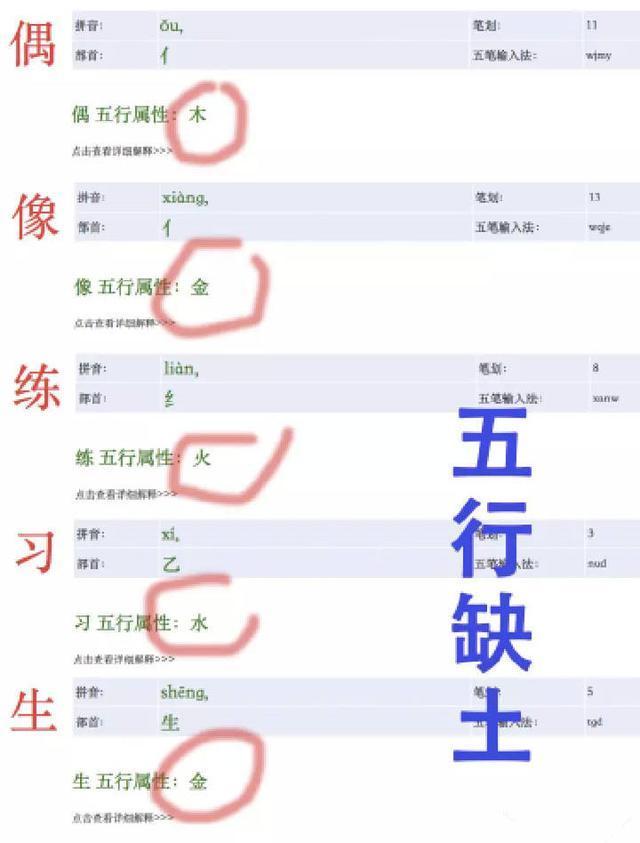 偶
拼音: ǒu, 笔划: 11
部首: 亻 五笔输入法: wjmy
偶 五行属性: 木
点击查看详细解释>>>
像
拼音: xiàng, 笔划: 13
部首: 亻 五笔输入法: wqje
像 五行属性: 金
点击查看详细解释>>>
练
拼音: liàn, 笔划: 8
部首: 纟 五笔输入法: xanw
练 五行属性: 火
点击查看详细解释>>>
习
拼音: xí, 笔划: 3
部首: 乙 五笔输入法: nud
习 五行属性: 水
点击查看详细解释>>>
生
拼音: shēng, 笔划: 5
部首: 生 五笔输入法: tgd
生 五行属性: 金
点击查看详细解释>>>
五
行
缺
土